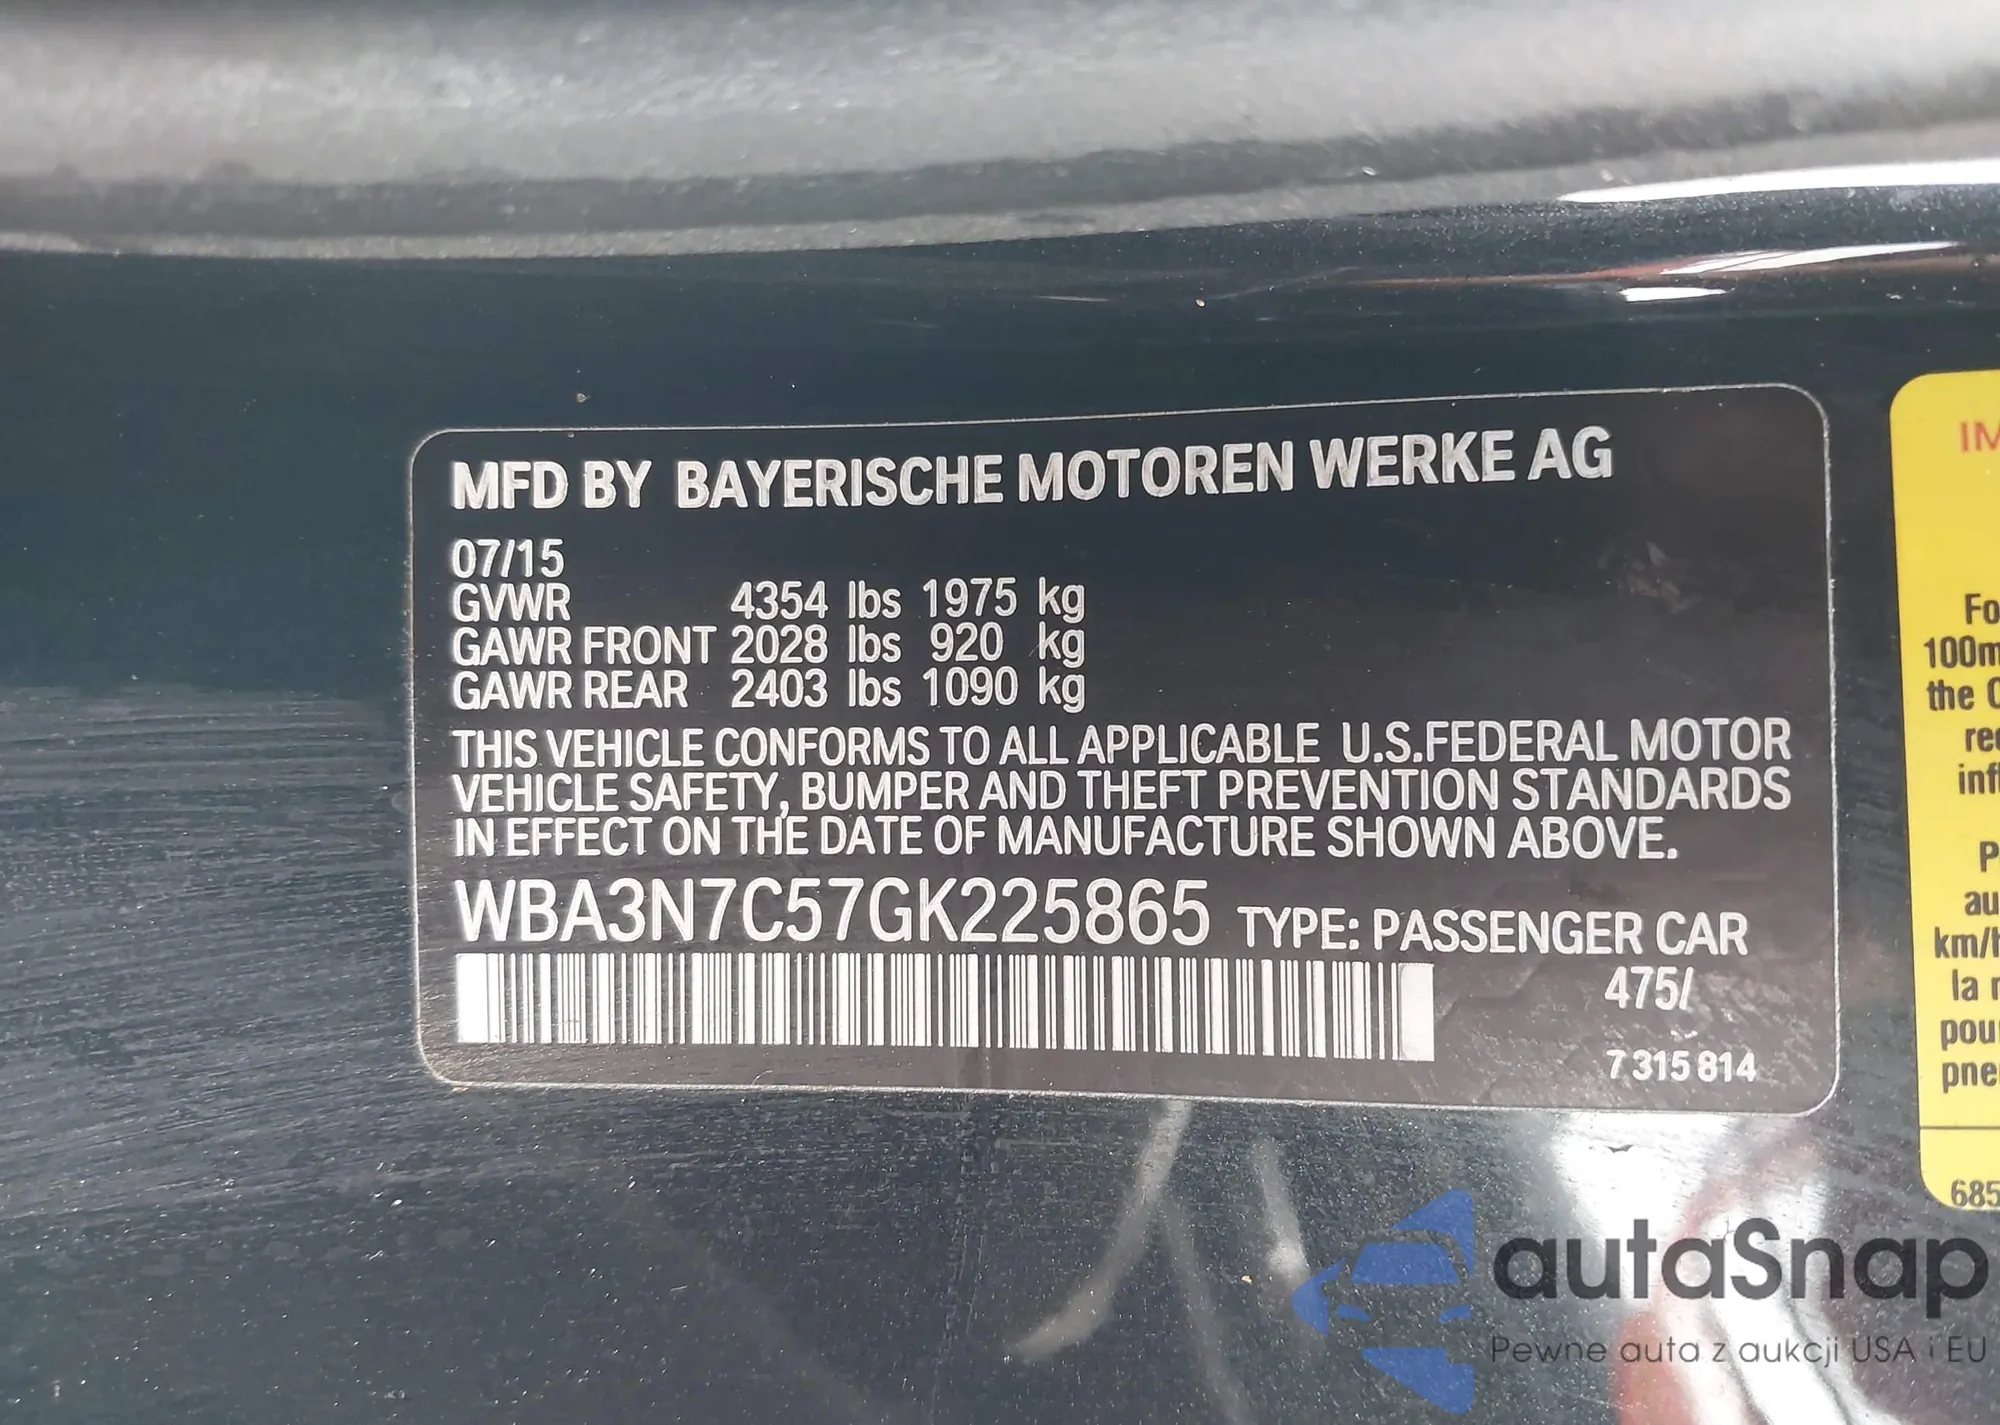 MFD BY BAYERISCHE MOTOREN WERKE AG
07/15
GVWR 4354 lbs 1975 kg
GAWR FRONT 2028 lbs 920 kg
GAWR REAR 2403 lbs 1090 kg
THIS VEHICLE CONFORMS TO ALL APPLICABLE U.S.FEDERAL MOTOR
VEHICLE SAFETY, BUMPER AND THEFT PREVENTION STANDARDS
IN EFFECT ON THE DATE OF MANUFACTURE SHOWN ABOVE.
WBA3N7C57GK225865 TYPE: PASSENGER CAR
475/
7 315 814
the
la
autaSnap
Pewne auta z aukcji USA i EU